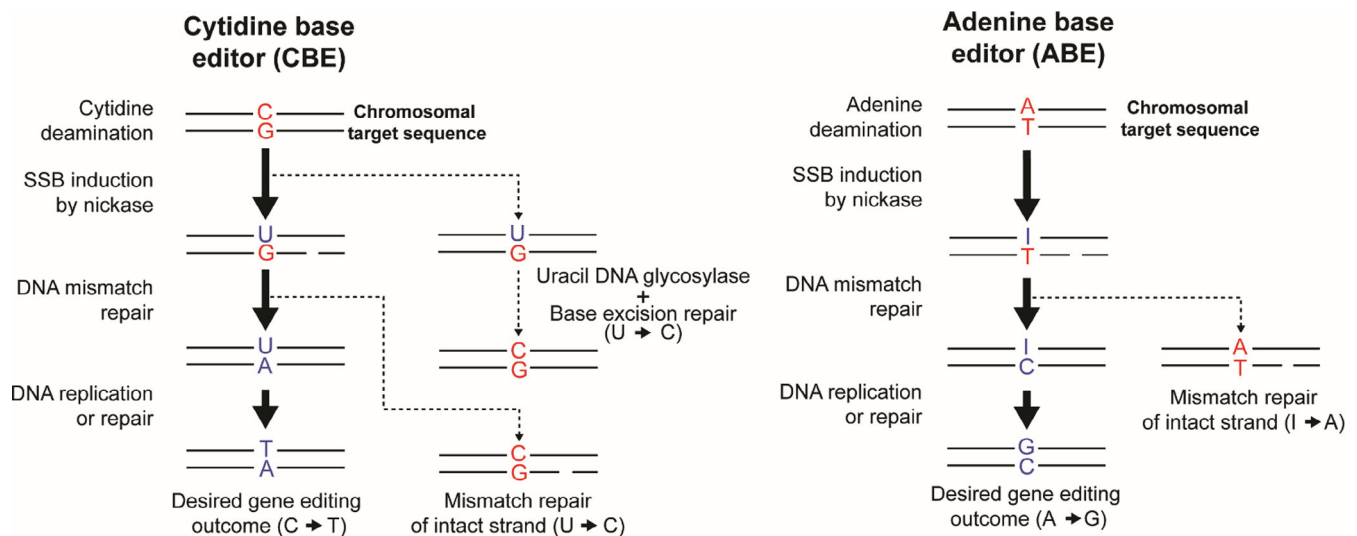 Cytidine base
editor (CBE)
Cytidine
deamination
C
G
Chromosomal
target sequence
SSB induction
by nickase
U
G
U
G
Uracil DNA glycosylase
+
Base excision repair
(U → C)
DNA mismatch
repair
U
A
C
G
DNA replication
or repair
T
A
C
G
Desired gene editing
outcome (C → T)
Mismatch repair
of intact strand (U → C)
Adenine base
editor (ABE)
Adenine
deamination
A
T
Chromosomal
target sequence
SSB induction
by nickase
I
T
DNA mismatch
repair
I
C
A
T
Mismatch repair
of intact strand (I → A)
DNA replication
or repair
G
C
Desired gene editing
outcome (A → G)